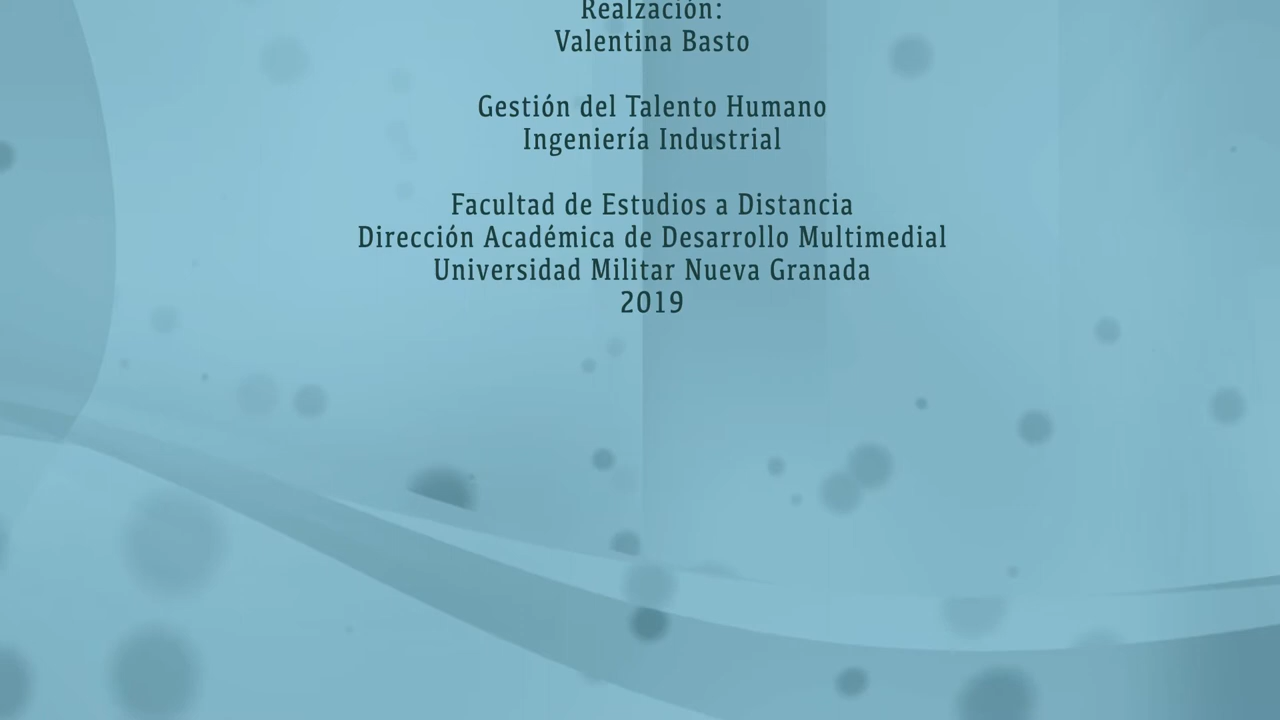 Realzación:
Valentina Basto
Gestión del Talento Humano
Ingeniería Industrial
Facultad de Estudios a Distancia
Dirección Académica de Desarrollo Multimedial
Universidad Militar Nueva Granada
2019